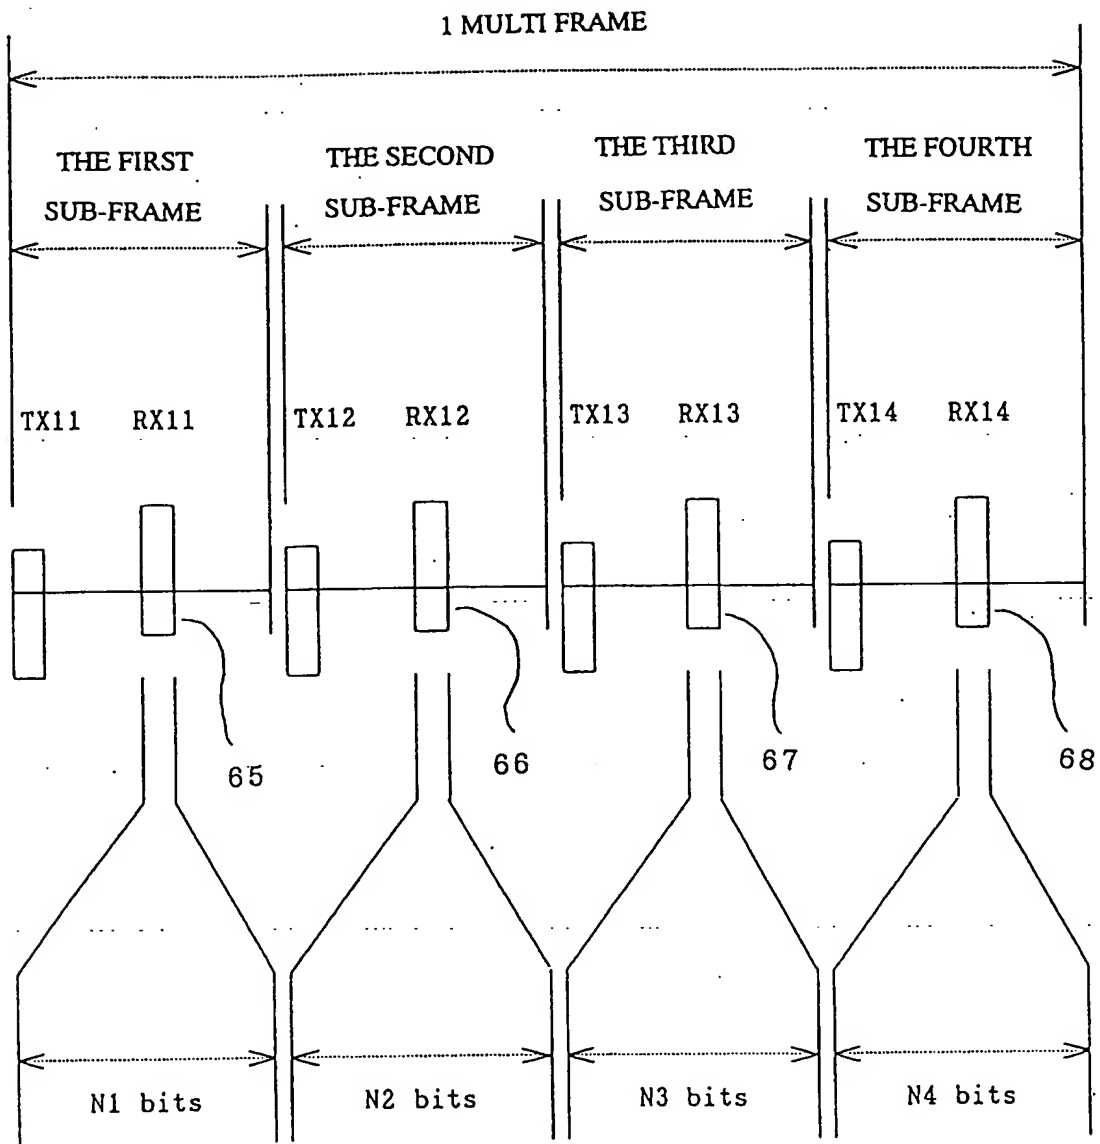 1 MULTI FRAME
THE FIRST
SUB-FRAME
THE SECOND
SUB-FRAME
THE THIRD
SUB-FRAME
THE FOURTH
SUB-FRAME
TX11 RX11 TX12 RX12 TX13 RX13 TX14 RX14
65 66 67 68
N1 bits N2 bits N3 bits N4 bits